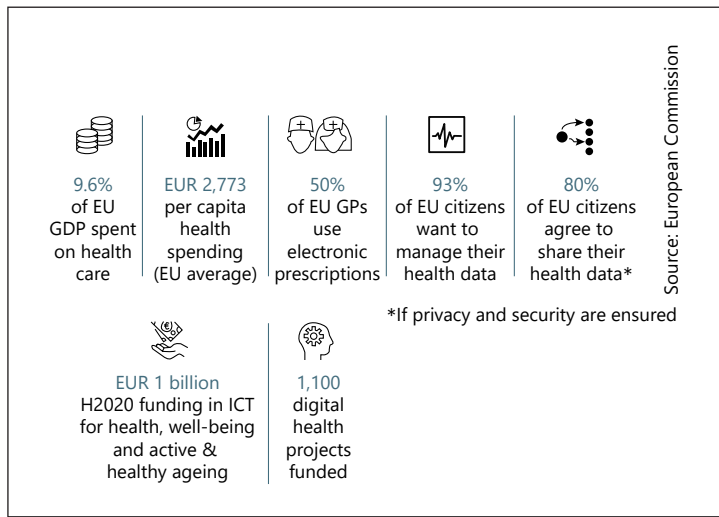 9.6%
of EU
GDP spent
on health
care
EUR 2,773
per capita
health
spending
(EU average)
50%
of EU GPs
use
electronic
prescriptions
93%
of EU citizens
want to
manage their
health data
80%
of EU citizens
agree to
share their
health data*
*If privacy and security are ensured
EUR 1 billion
H2020 funding in ICT
for health, well-being
and active &
healthy ageing
1,100
digital
health
projects
funded
Source: European Commission